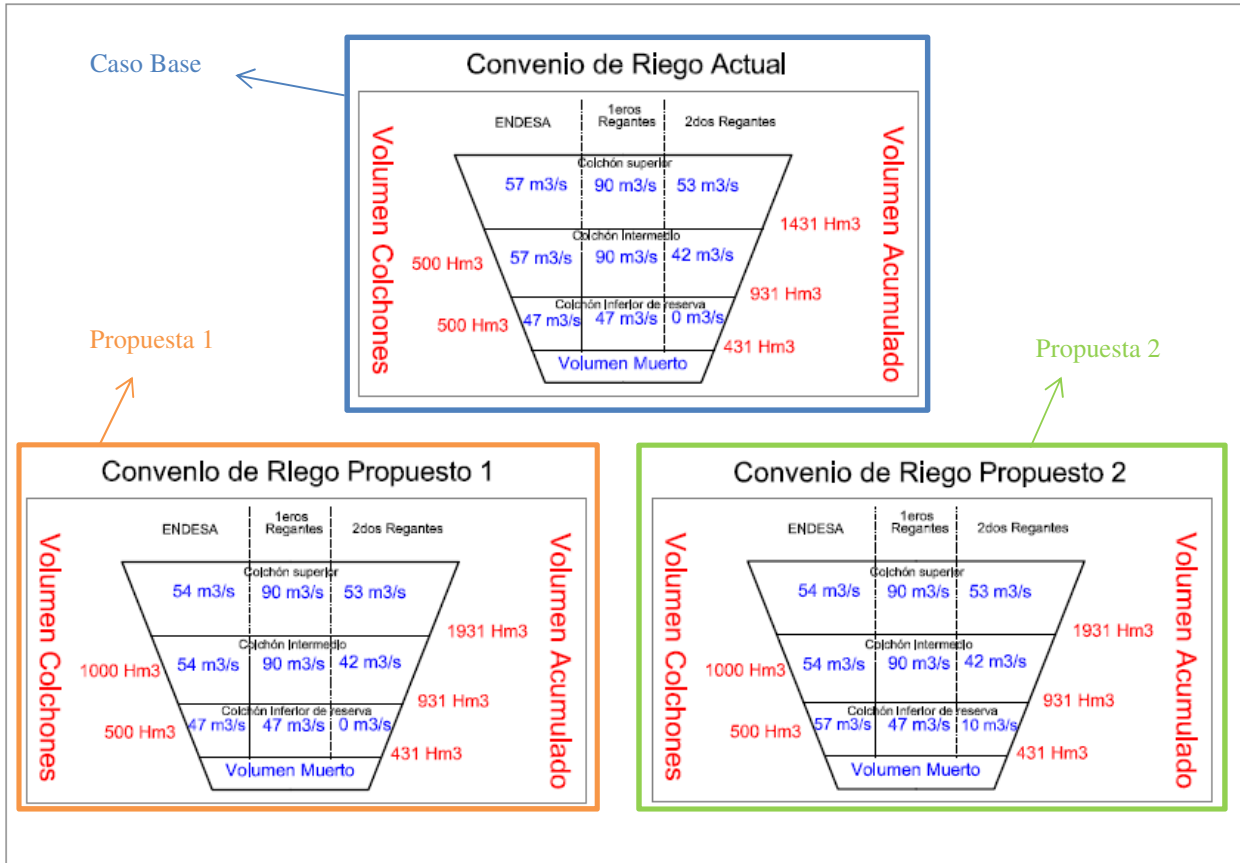 Caso Base
Convenio de Riego Actual
Volumen Colchones
ENDESA
1eros
Regantes
2dos Regantes
Volumen Acumulado
Colchón superior
57 m3/s 90 m3/s 53 m3/s
1431 Hm3
Colchón Intermedio
500 Hm3 57 m3/s 90 m3/s 42 m3/s
931 Hm3
Colchón Inferior de reserva
500 Hm3 47 m3/s 47 m3/s 0 m3/s
431 Hm3
Volumen Muerto
Propuesta 1
Propuesta 2
Convenio de Riego Propuesto 1
Volumen Colchones
ENDESA
1eros
Regantes
2dos Regantes
Volumen Acumulado
Colchón superior
54 m3/s 90 m3/s 53 m3/s
1931 Hm3
Colchón Intermedio
1000 Hm3 54 m3/s 90 m3/s 42 m3/s
931 Hm3
Colchón Inferior de reserva
500 Hm3 47 m3/s 47 m3/s 0 m3/s
431 Hm3
Volumen Muerto
Convenio de Riego Propuesto 2
Volumen Colchones
ENDESA
1eros
Regantes
2dos Regantes
Volumen Acumulado
Colchón superior
54 m3/s 90 m3/s 53 m3/s
1931 Hm3
Colchón Intermedio
1000 Hm3 54 m3/s 90 m3/s 42 m3/s
931 Hm3
Colchón Inferior de reserva
500 Hm3 57 m3/s 47 m3/s 10 m3/s
431 Hm3
Volumen Muerto